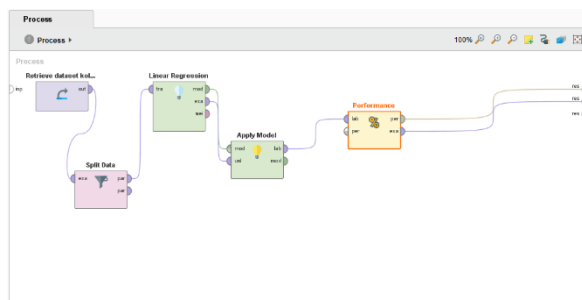 Process
Process
100%
Process
Retrieve dataset kol...
inp
out
Linear Regression
tra
mod
exa
wei
Apply Model
mod
lab
unl
mod
Performance
lab
per
per
exa
Split Data
exa
par
par
res
res
res